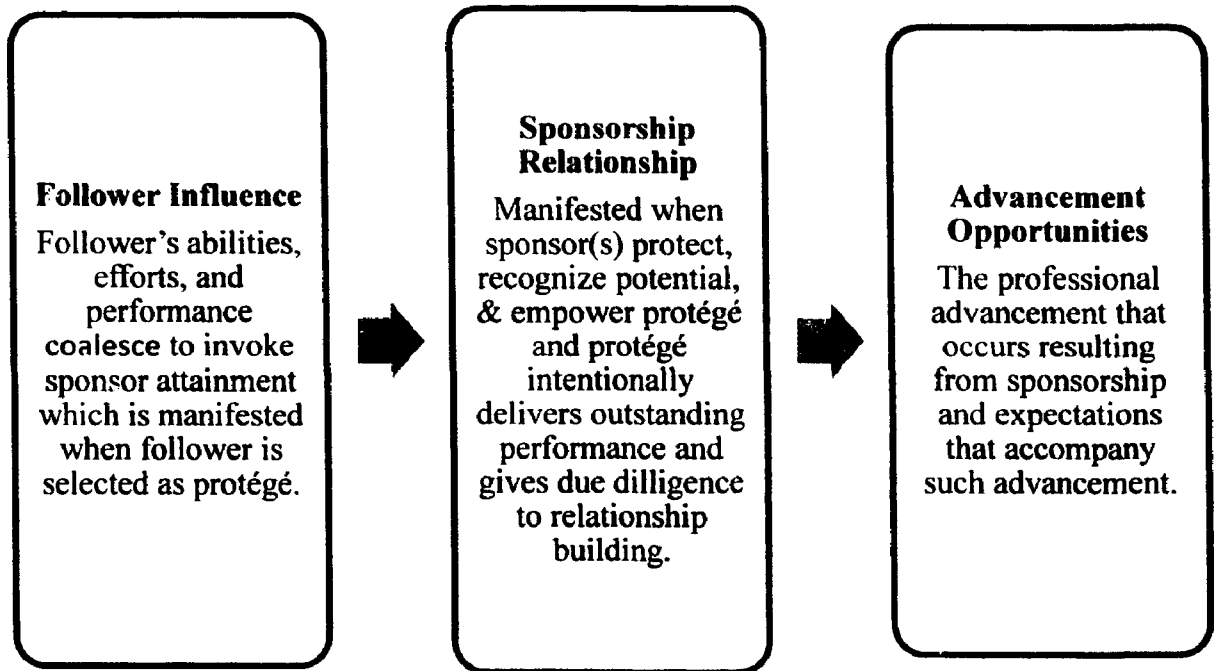 Follower Influence
Follower's abilities,
efforts, and
performance
coalesce to invoke
sponsor attainment
which is manifested
when follower is
selected as protégé.
Sponsorship
Relationship
Manifested when
sponsor(s) protect,
recognize potential,
& empower protégé
and protégé
intentionally
delivers outstanding
performance and
gives due dilligence
to relationship
building.
Advancement
Opportunities
The professional
advancement that
occurs resulting
from sponsorship
and expectations
that accompany
such advancement.